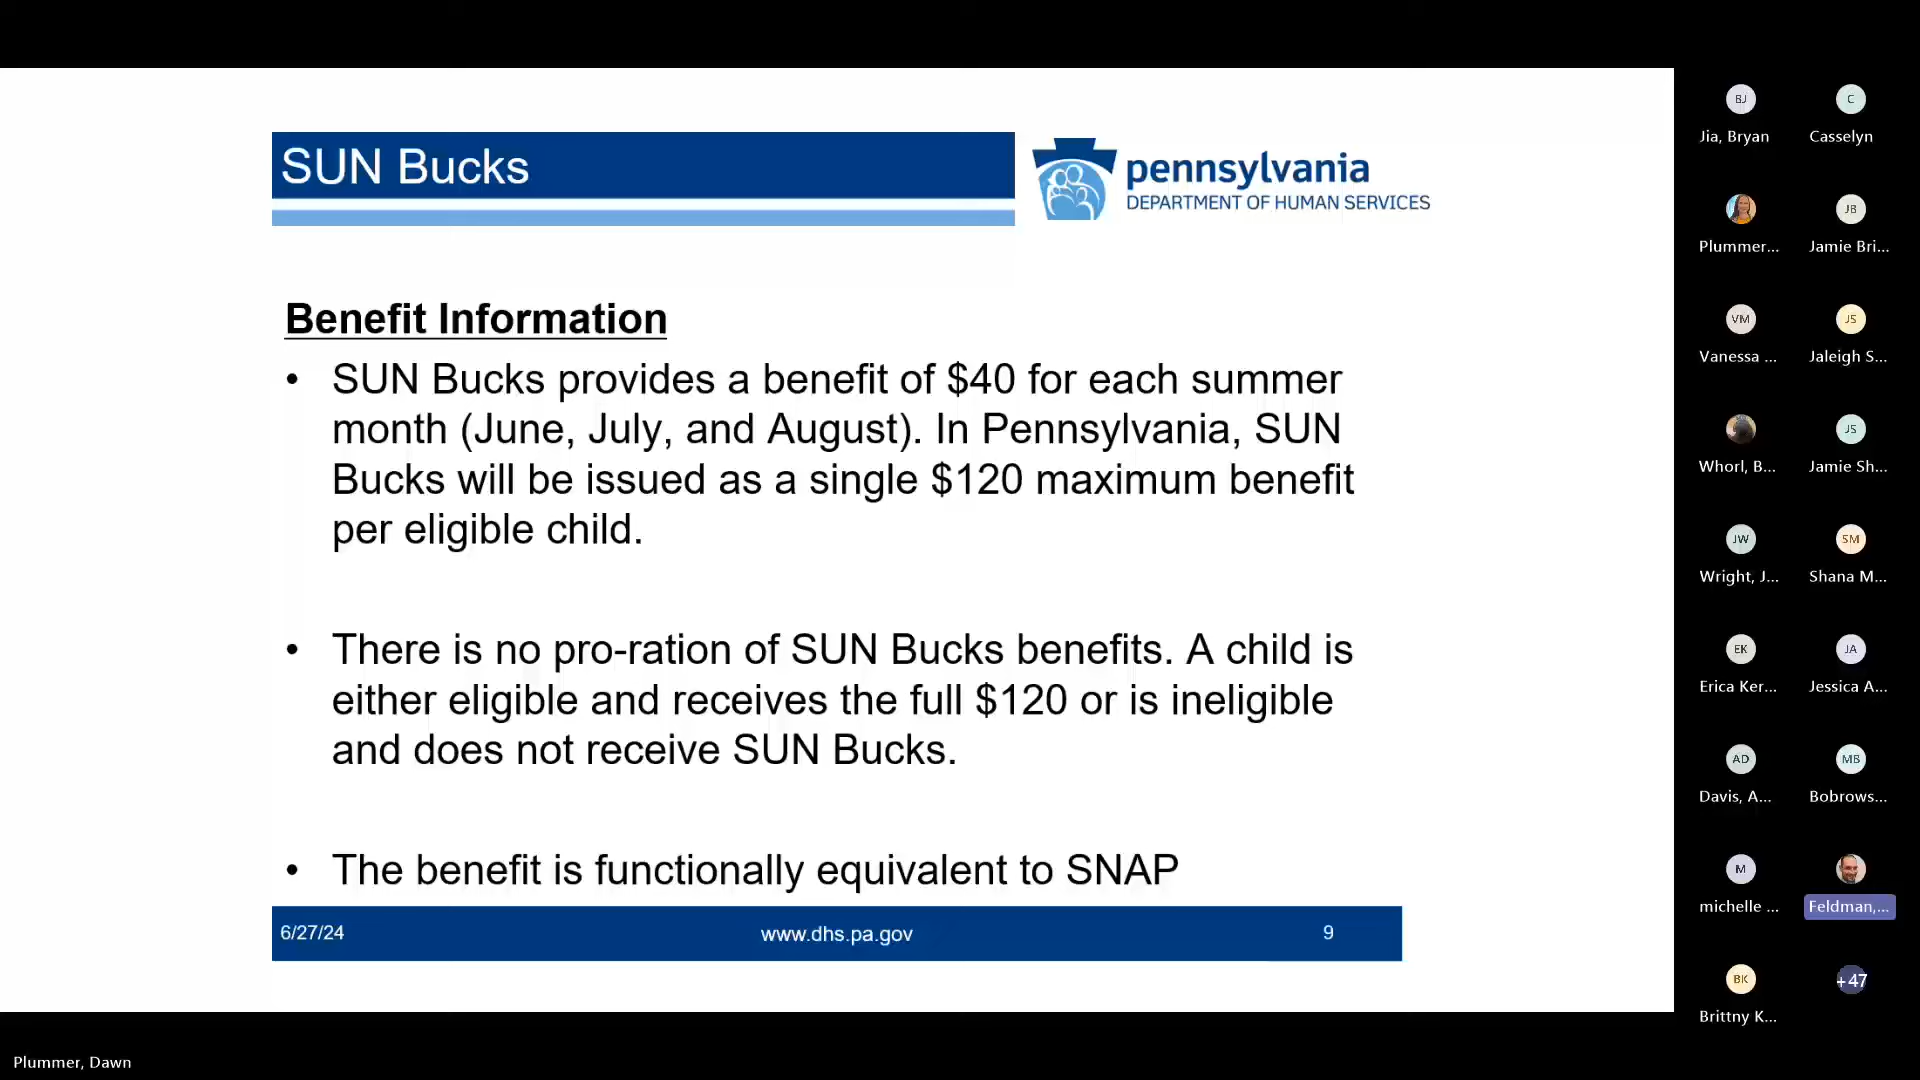 SUN Bucks
pennsylvania
DEPARTMENT OF HUMAN SERVICES
Benefit Information
• SUN Bucks provides a benefit of $40 for each summer
month (June, July, and August). In Pennsylvania, SUN
Bucks will be issued as a single $120 maximum benefit
per eligible child.
• There is no pro-ration of SUN Bucks benefits. A child is
either eligible and receives the full $120 or is ineligible
and does not receive SUN Bucks.
• The benefit is functionally equivalent to SNAP
6/27/24 www.dhs.pa.gov 9
BJ C
Jia, Bryan Casselyn
JB
Plummer... Jamie Bri...
VM JS
Vanessa ... Jaleigh S...
JS
Whorl, B... Jamie Sh...
JW SM
Wright, J... Shana M...
EK JA
Erica Ker... Jessica A...
AD MB
Davis, A... Bobrows...
M
michelle ... Feldman,...
BK +47
Brittny K...
Plummer, Dawn